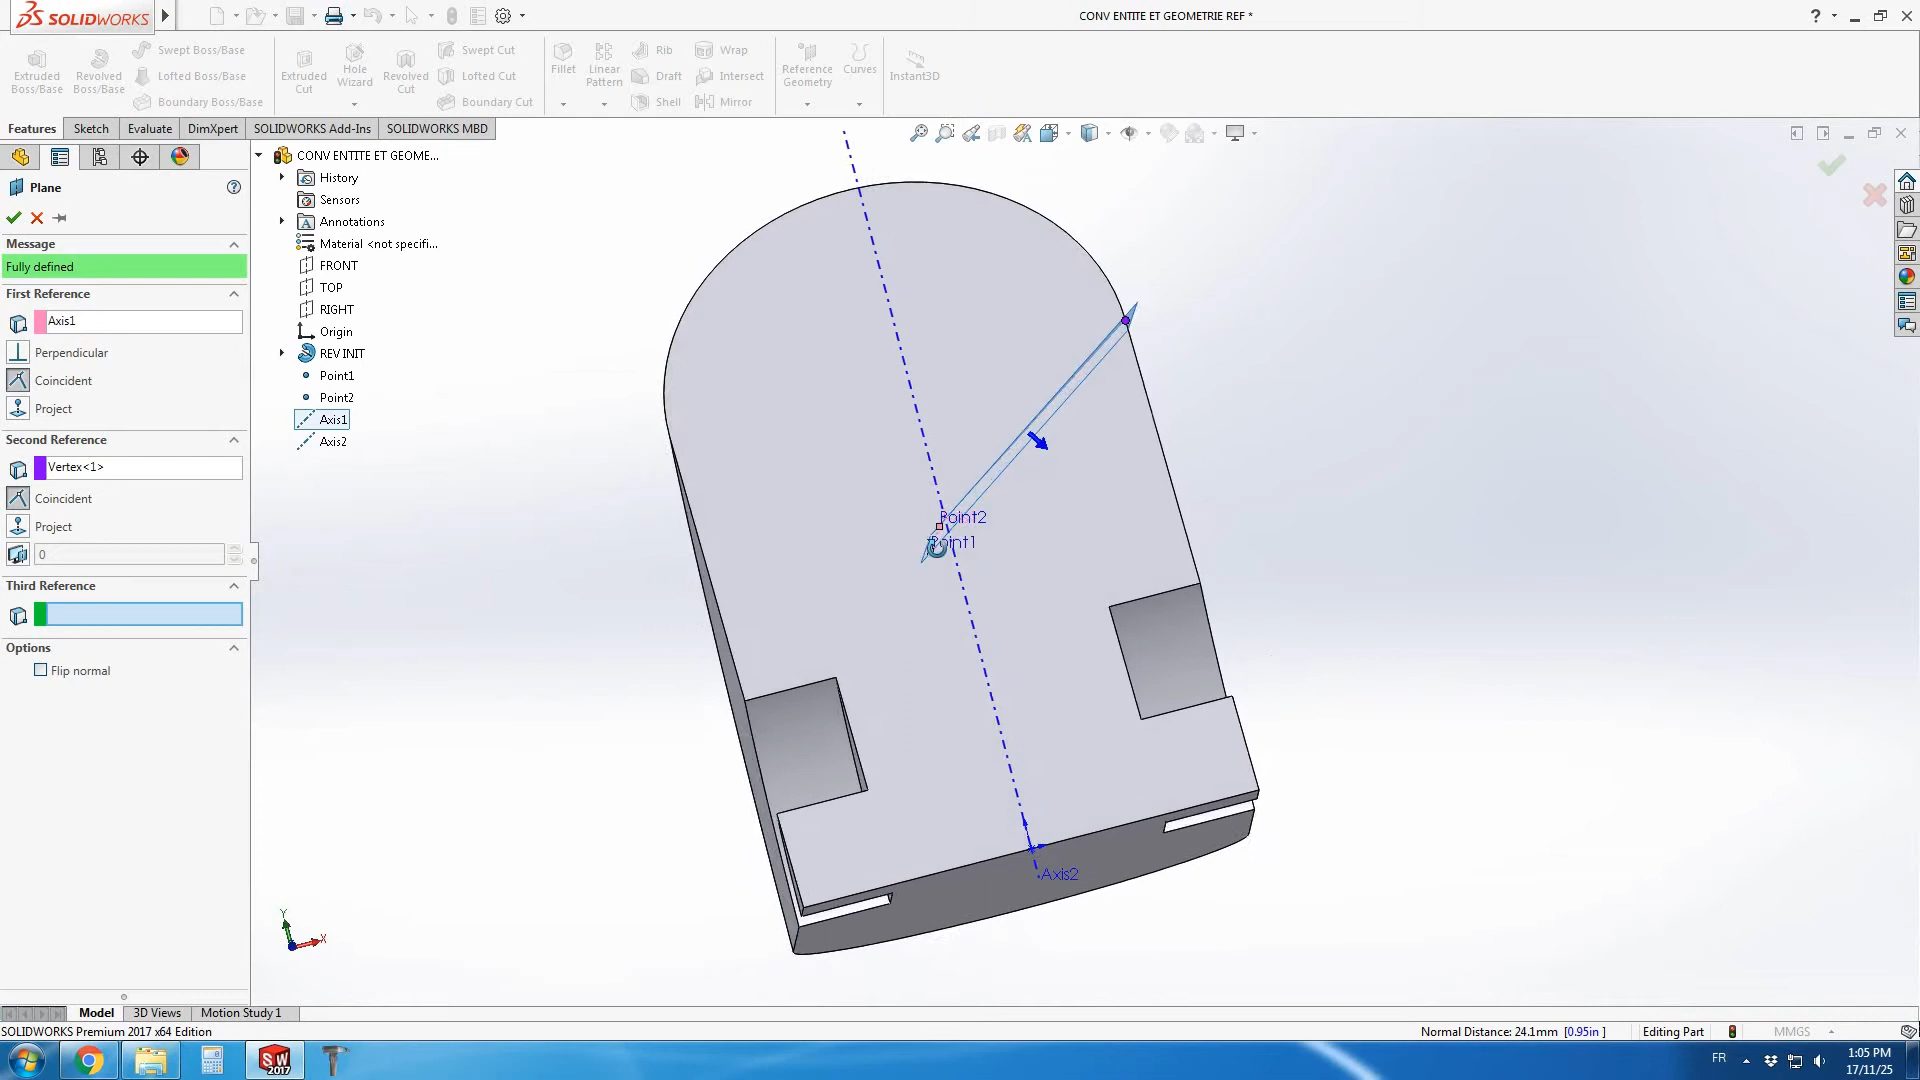 SOLIDWORKS
CONV ENTITE ET GEOMETRIE REF *
Extruded Boss/Base
Revolved Boss/Base
Swept Boss/Base
Lofted Boss/Base
Boundary Boss/Base
Extruded Cut
Hole Wizard
Revolved Cut
Swept Cut
Lofted Cut
Boundary Cut
Fillet
Linear Pattern
Rib
Draft
Shell
Wrap
Intersect
Mirror
Reference Geometry
Curves
Instant3D
Features
Sketch
Evaluate
DimXpert
SOLIDWORKS Add-Ins
SOLIDWORKS MBD
Plane
Message
Fully defined
First Reference
Axis1
Perpendicular
Coincident
Project
Second Reference
Vertex<1>
Coincident
Project
0
Third Reference
Options
Flip normal
CONV ENTITE ET GEOME...
History
Sensors
Annotations
Material <not specifi...
FRONT
TOP
RIGHT
Origin
REV INIT
Point1
Point2
Axis1
Axis2
Point2
Point1
Axis2
Y
X
Model
3D Views
Motion Study 1
SOLIDWORKS Premium 2017 x64 Edition
Normal Distance: 24.1mm [0.95in ]
Editing Part
MMGS
SW 2017
FR
1:05 PM
17/11/25